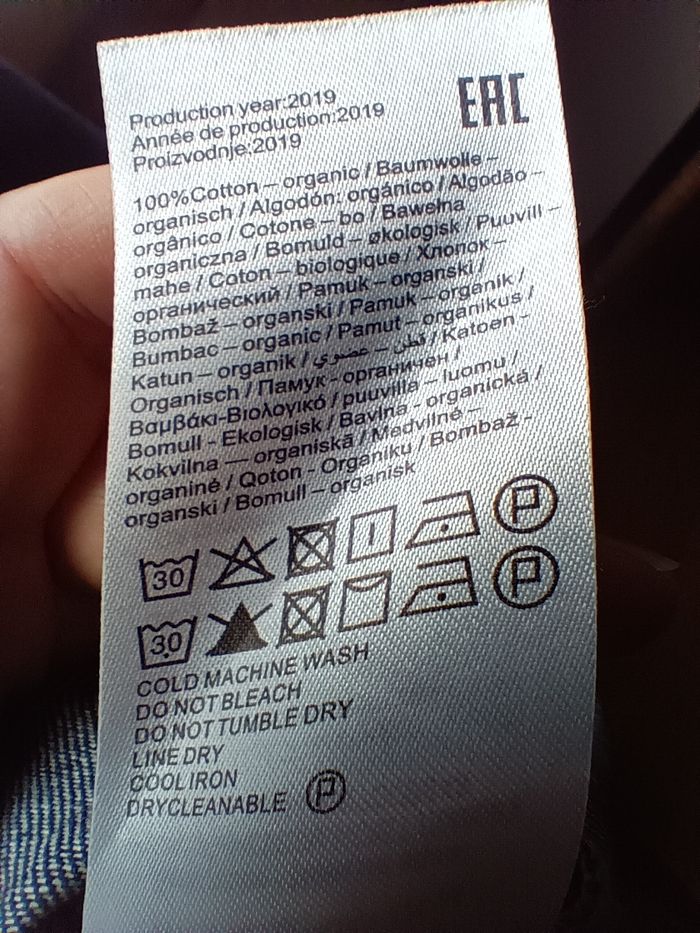 Production year:2019
Année de production:2019
Proizvodnje:2019
EAC
100%Cotton – organic / Baumwolle –
organisch / Algodón: orgánico / Algodão –
orgânico / Cotone – bo / Bawełna
organiczna / Bomuld – økologisk / Puuvill –
mahe / Coton – biologique / Хлопок –
органический / Pamuk – organski /
Bombaž – organski / Pamuk – organik /
Bumbac – organic / Pamut – organikus /
Katun – organik / قطن – عضوي / Katoen -
Organisch / Памук - органичен /
Βαμβάκι-Βιολογικό / puuvilla – luomu /
Bomull - Ekologisk / Bavlna - organická /
Kokvilna — organiskā / Medvilnė –
organinė / Qoton - Organiku / Bombaž -
organski / Bomull – organisk
30 P
30 P
COLD MACHINE WASH
DO NOT BLEACH
DO NOT TUMBLE DRY
LINE DRY
COOL IRON
DRYCLEANABLE P